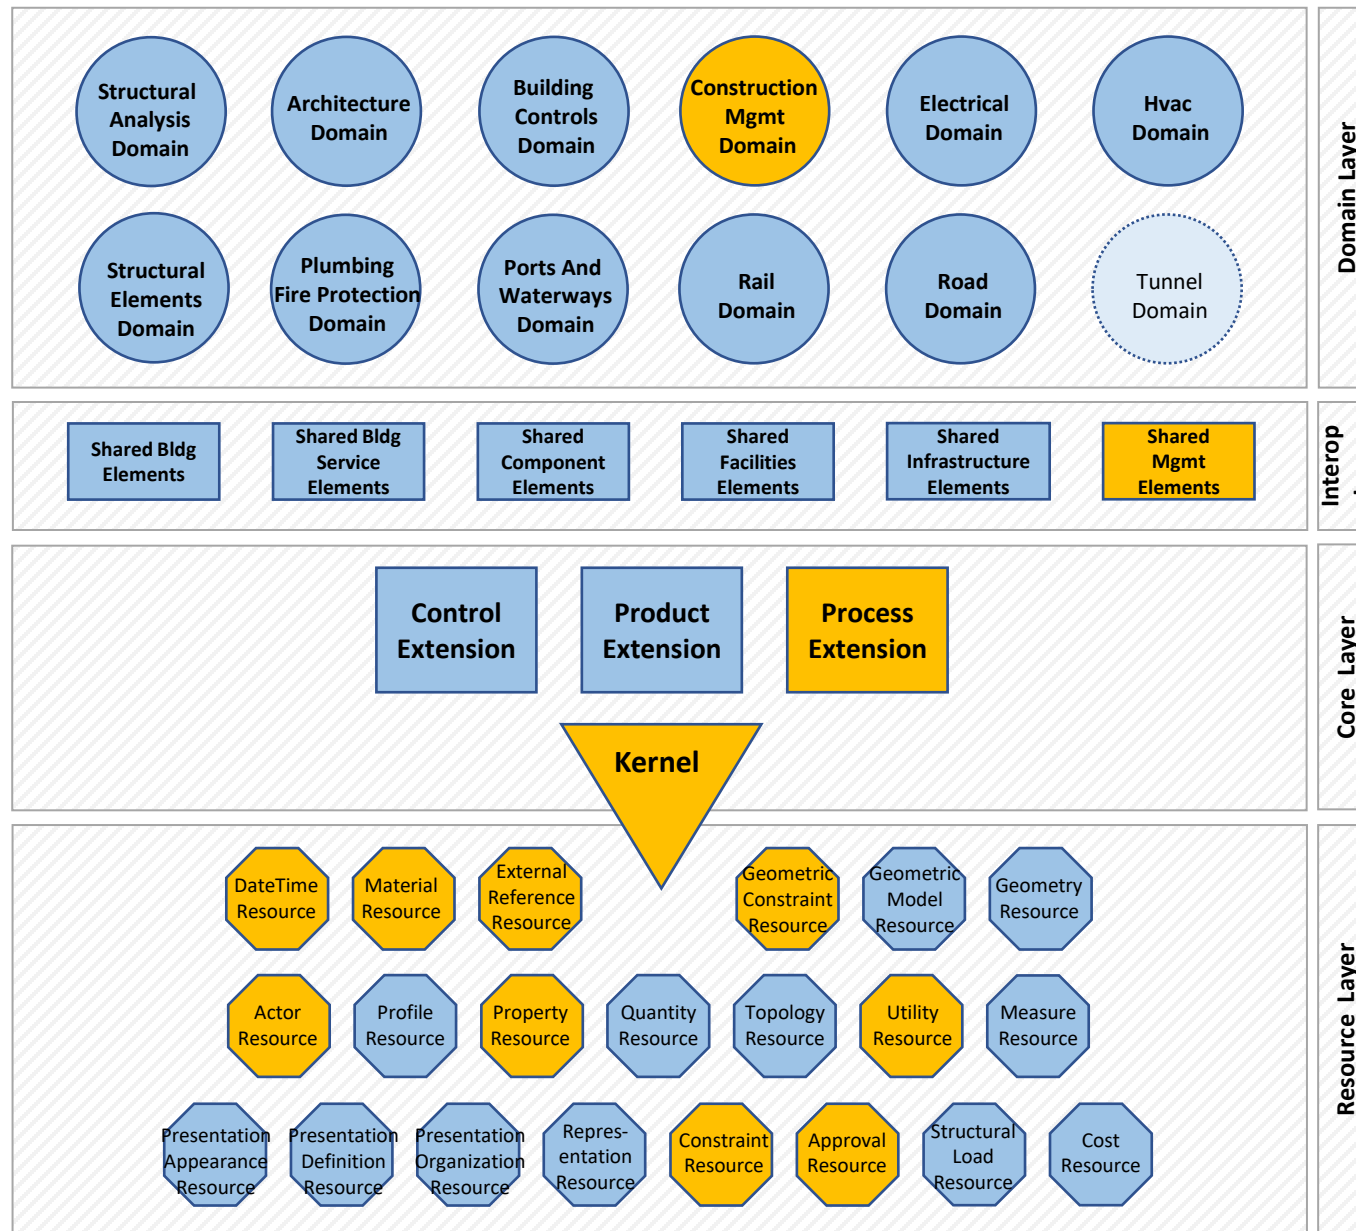 Structural
Analysis
Domain
Architecture
Domain
Building
Controls
Domain
Construction
Mgmt
Domain
Electrical
Domain
Hvac
Domain
Structural
Elements
Domain
Plumbing
Fire Protection
Domain
Ports And
Waterways
Domain
Rail
Domain
Road
Domain
Tunnel
Domain
Domain Layer
Shared Bldg
Elements
Shared Bldg
Service
Elements
Shared
Component
Elements
Shared
Facilities
Elements
Shared
Infrastructure
Elements
Shared
Mgmt
Elements
Interop
Control
Extension
Product
Extension
Process
Extension
Kernel
Core Layer
DateTime
Resource
Material
Resource
External
Reference
Resource
Geometric
Constraint
Resource
Geometric
Model
Resource
Geometry
Resource
Actor
Resource
Profile
Resource
Property
Resource
Quantity
Resource
Topology
Resource
Utility
Resource
Measure
Resource
Presentation
Appearance
Resource
Presentation
Definition
Resource
Presentation
Organization
Resource
Repres-
entation
Resource
Constraint
Resource
Approval
Resource
Structural
Load
Resource
Cost
Resource
Resource Layer